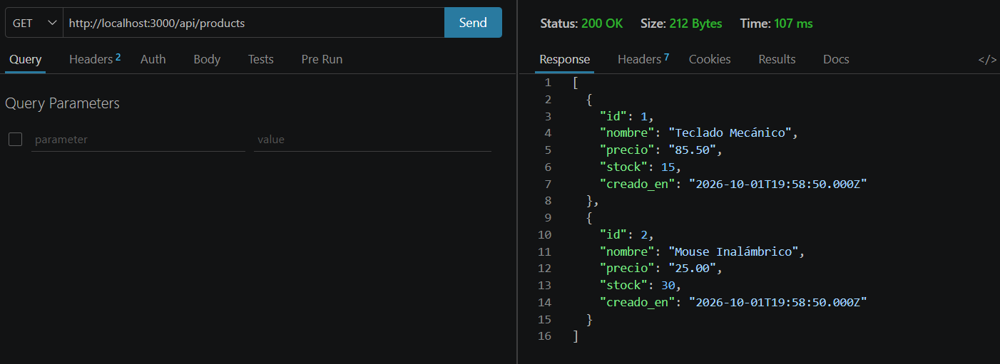 GET http://localhost:3000/api/products Send
Query Headers 2 Auth Body Tests Pre Run
Query Parameters
parameter value
Status: 200 OK Size: 212 Bytes Time: 107 ms
Response Headers 7 Cookies Results Docs </>
1 [
2 {
3 "id": 1,
4 "nombre": "Teclado Mecánico",
5 "precio": "85.50",
6 "stock": 15,
7 "creado_en": "2026-10-01T19:58:50.000Z"
8 },
9 {
10 "id": 2,
11 "nombre": "Mouse Inalámbrico",
12 "precio": "25.00",
13 "stock": 30,
14 "creado_en": "2026-10-01T19:58:50.000Z"
15 }
16 ]